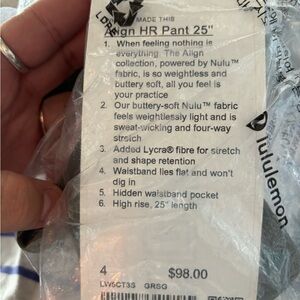 MADE THIS
Align HR Pant 25"
1. When feeling nothing is
everything. The Align
collection, powered by Nulu™
fabric, is so weightless and
buttery soft, all you feel is
your practice
2. Our buttery-soft Nulu™ fabric
feels weightlessly light and is
sweat-wicking and four-way
stretch
3. Added Lycra® fibre for stretch
and shape retention
4. Waistband lies flat and won't
dig in
5. Hidden waistband pocket
6. High rise, 25" length
4 $98.00
LW5CT3S GRSG
lululemon